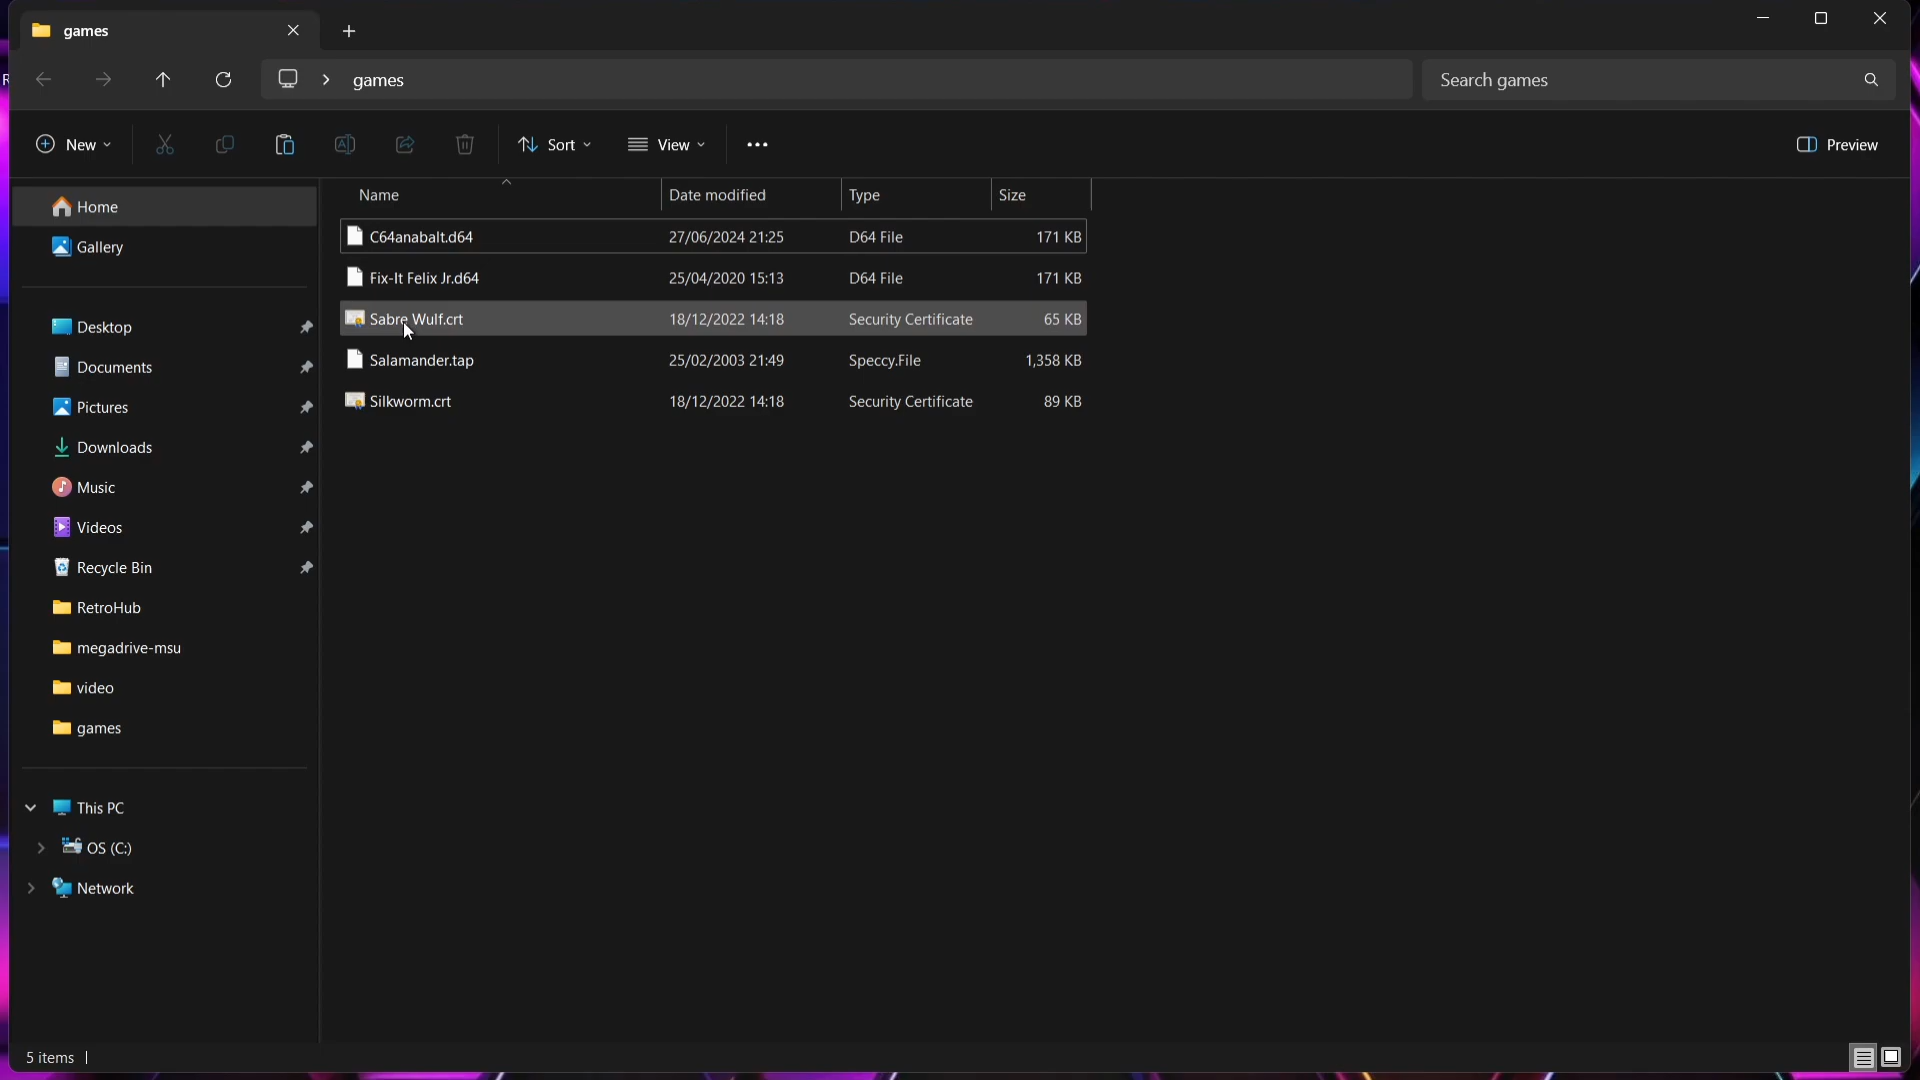 games
games
Search games
New
Sort
View
Preview
Home
Gallery
Desktop
Documents
Pictures
Downloads
Music
Videos
Recycle Bin
RetroHub
megadrive-msu
video
games
This PC
OS (C:)
Network
Name Date modified Type Size
C64anabalt.d64 27/06/2024 21:25 D64 File 171 KB
Fix-It Felix Jr.d64 25/04/2020 15:13 D64 File 171 KB
Sabre Wulf.crt 18/12/2022 14:18 Security Certificate 65 KB
Salamander.tap 25/02/2003 21:49 Speccy.File 1,358 KB
Silkworm.crt 18/12/2022 14:18 Security Certificate 89 KB
5 items